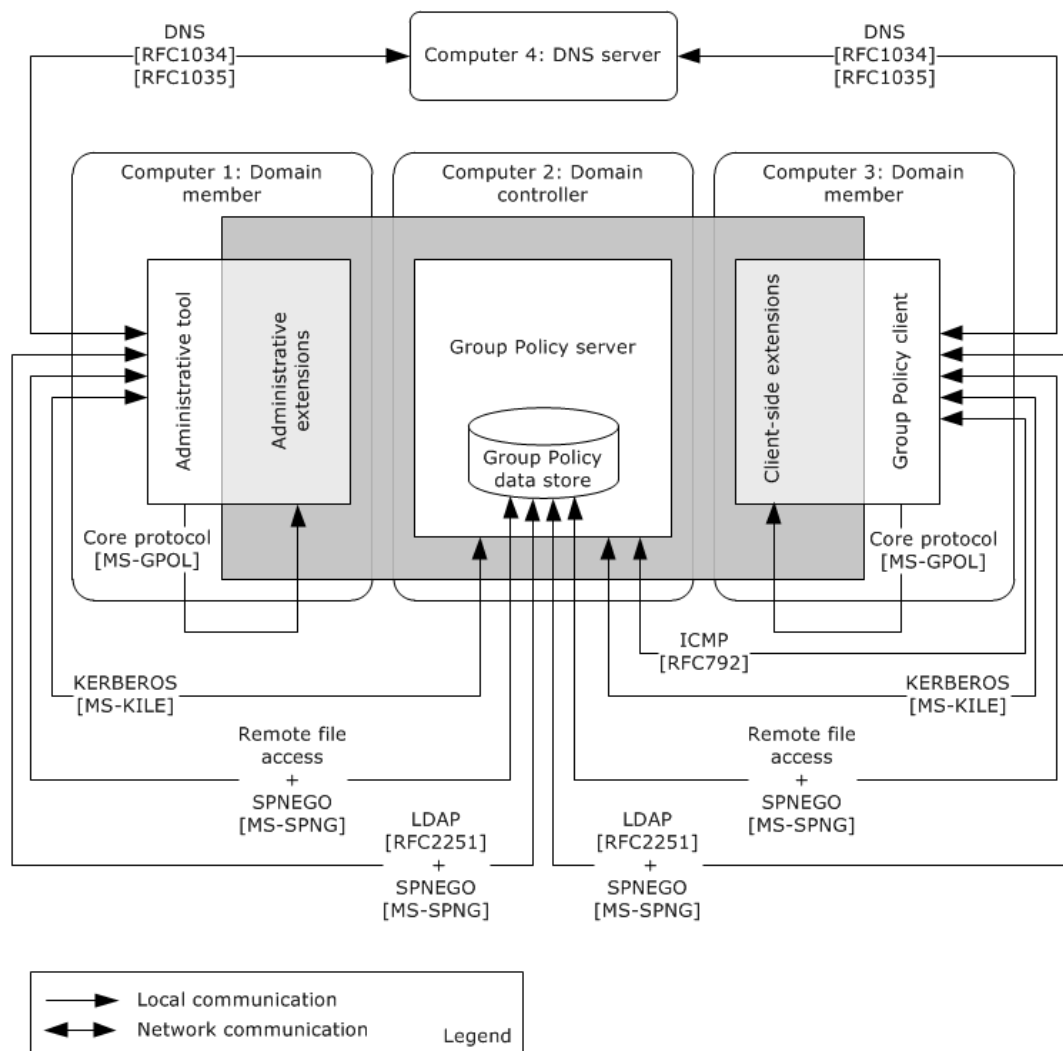 DNS
[RFC1034]
[RFC1035]
Computer 4: DNS server
DNS
[RFC1034]
[RFC1035]
Computer 1: Domain
member
Computer 2: Domain
controller
Computer 3: Domain
member
Administrative tool
Administrative
extensions
Group Policy server
Group Policy
data store
Client-side extensions
Group Policy client
Core protocol
[MS-GPOL]
Core protocol
[MS-GPOL]
ICMP
[RFC792]
KERBEROS
[MS-KILE]
KERBEROS
[MS-KILE]
Remote file
access
+
SPNEGO
[MS-SPNG]
Remote file
access
+
SPNEGO
[MS-SPNG]
LDAP
[RFC2251]
+
SPNEGO
[MS-SPNG]
LDAP
[RFC2251]
+
SPNEGO
[MS-SPNG]
Local communication
Network communication
Legend